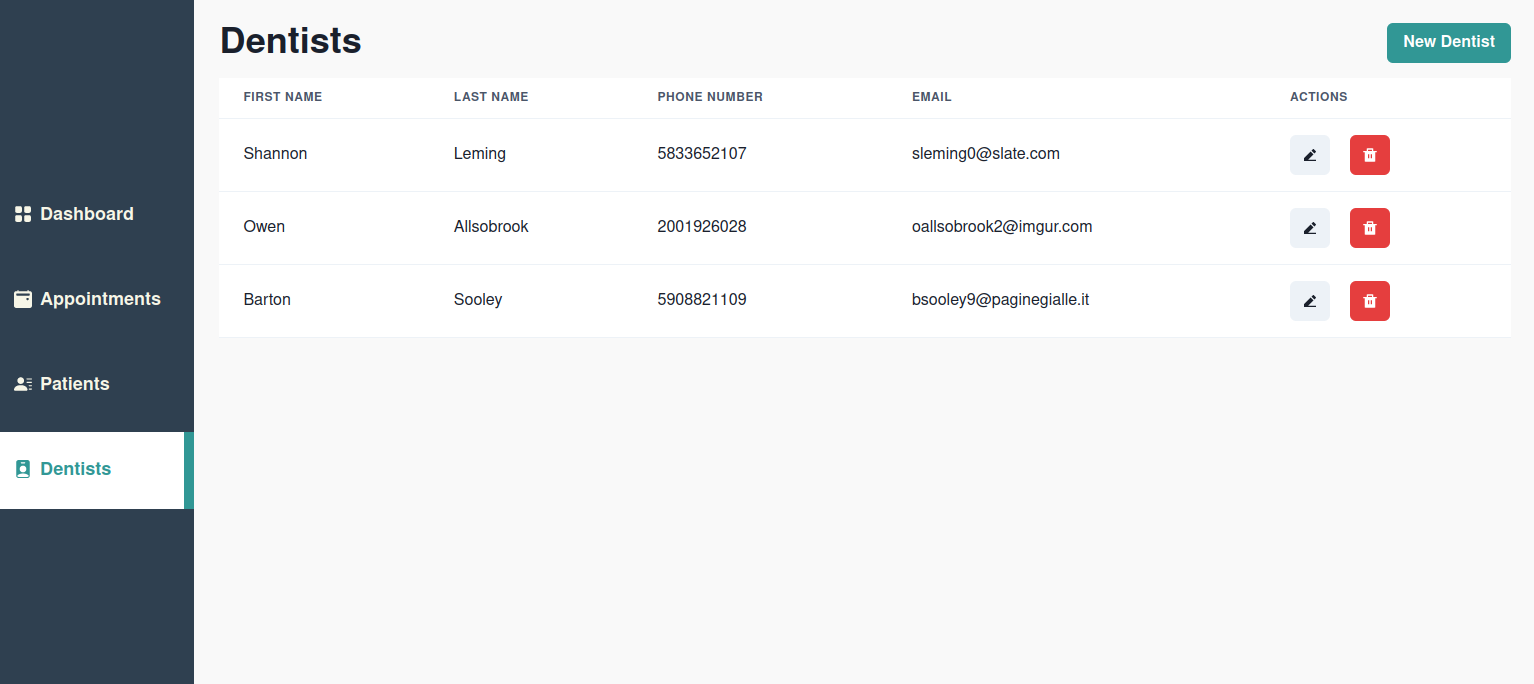 Dashboard
Appointments
Patients
Dentists
Dentists
New Dentist
FIRST NAME LAST NAME PHONE NUMBER EMAIL ACTIONS
Shannon Leming 5833652107 sleming0@slate.com
Owen Allsobrook 2001926028 oallsobrook2@imgur.com
Barton Sooley 5908821109 bsooley9@paginegialle.it